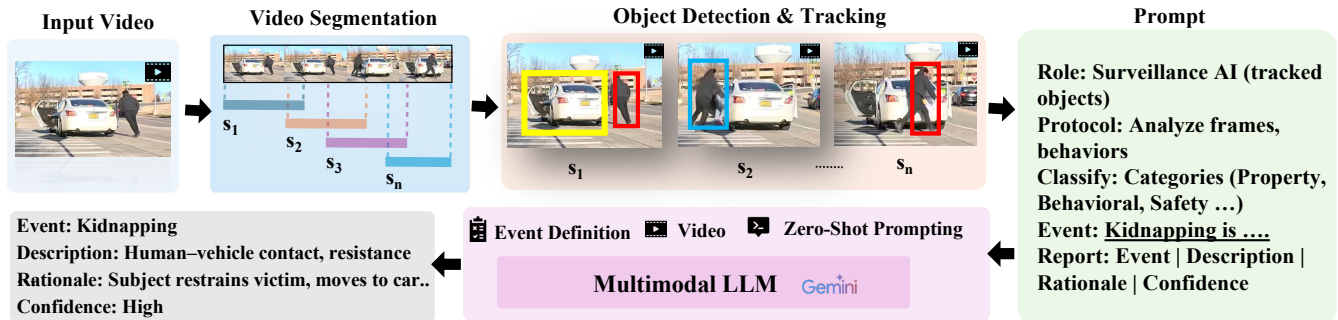 Input Video
Video Segmentation
Object Detection & Tracking
Prompt
s1
s2
s3
sn
s1
s2
........
sn
Role: Surveillance AI (tracked
objects)
Protocol: Analyze frames,
behaviors
Classify: Categories (Property,
Behavioral, Safety …)
Event: Kidnapping is ….
Report: Event | Description |
Rationale | Confidence
Event Definition
Video
Zero-Shot Prompting
Multimodal LLM Gemini
Event: Kidnapping
Description: Human–vehicle contact, resistance
Rationale: Subject restrains victim, moves to car..
Confidence: High